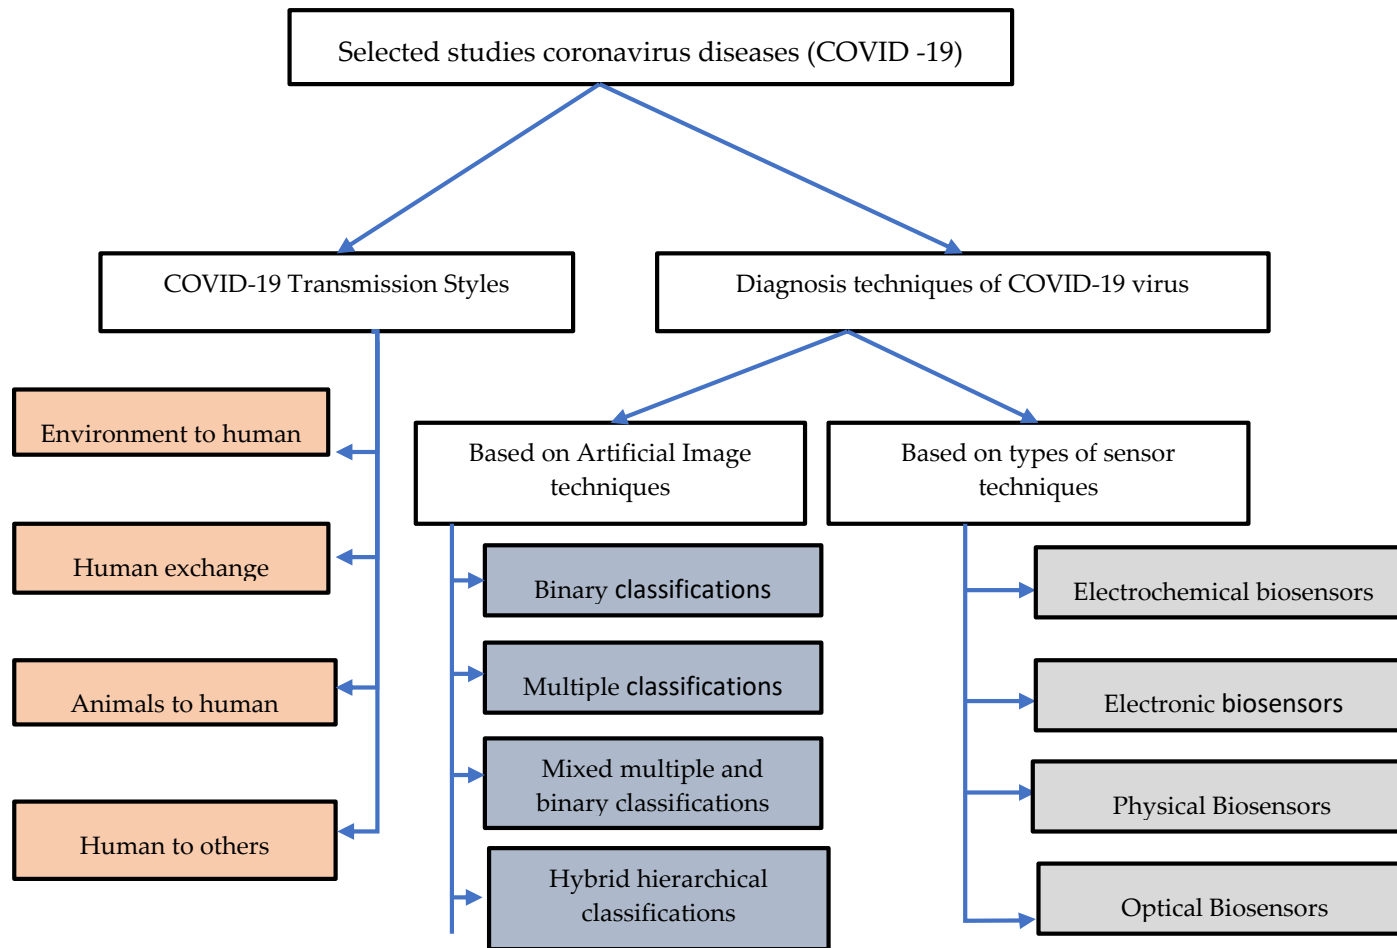 Selected studies coronavirus diseases (COVID -19)
COVID-19 Transmission Styles
Diagnosis techniques of COVID-19 virus
Environment to human
Human exchange
Animals to human
Human to others
Based on Artificial Image
techniques
Binary classifications
Multiple classifications
Mixed multiple and
binary classifications
Hybrid hierarchical
classifications
Based on types of sensor
techniques
Electrochemical biosensors
Electronic biosensors
Physical Biosensors
Optical Biosensors